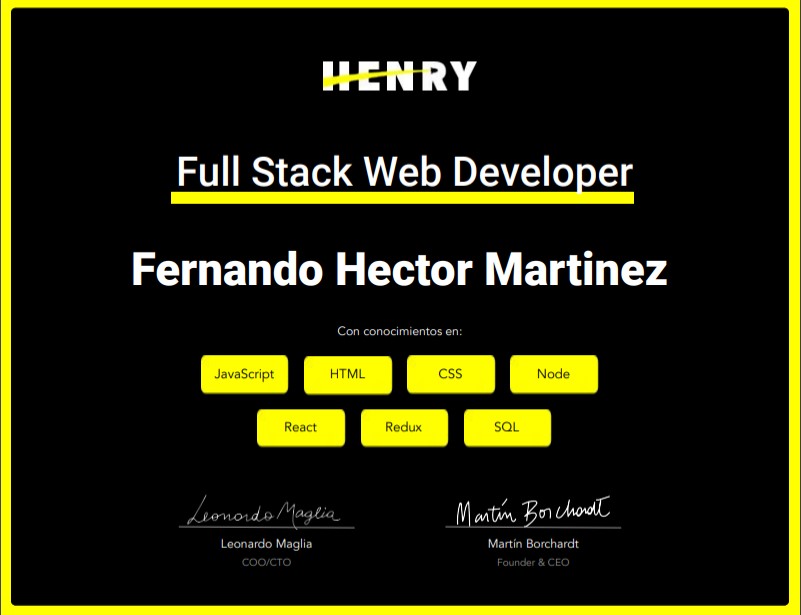 HENRY
Full Stack Web Developer
Fernando Hector Martinez
Con conocimientos en:
JavaScript HTML CSS Node
React Redux SQL
Leonardo Maglia Martín Borchardt
Leonardo Maglia Martín Borchardt
COO/CTO Founder & CEO